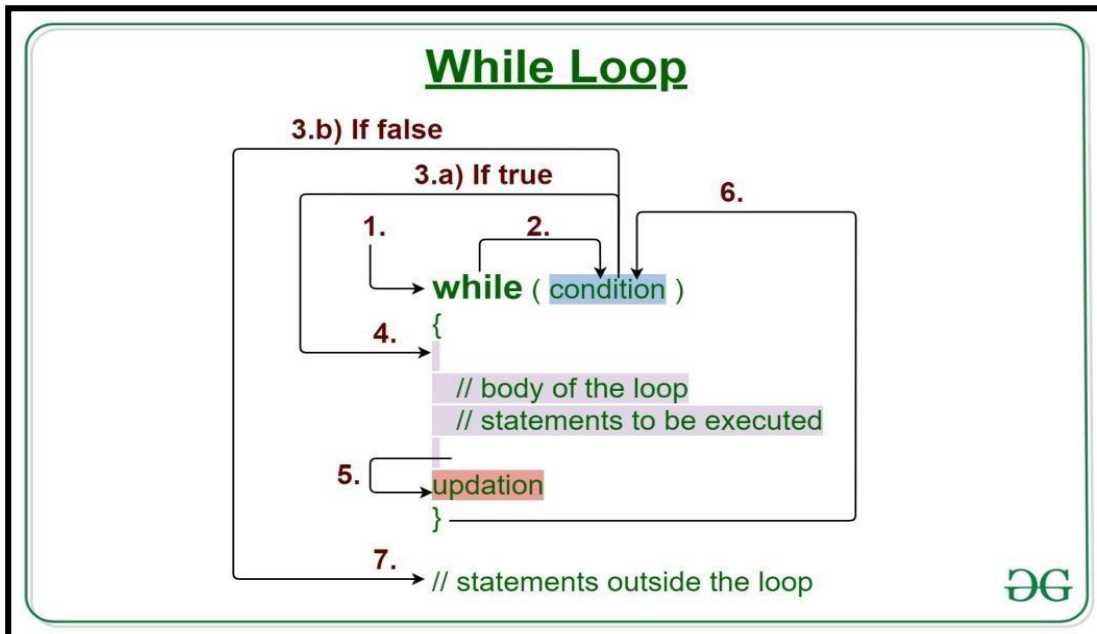 While Loop
3.b) If false
3.a) If true
6.
1.
2.
while ( condition )
{
4.
// body of the loop
// statements to be executed
5.
updation
}
7.
// statements outside the loop